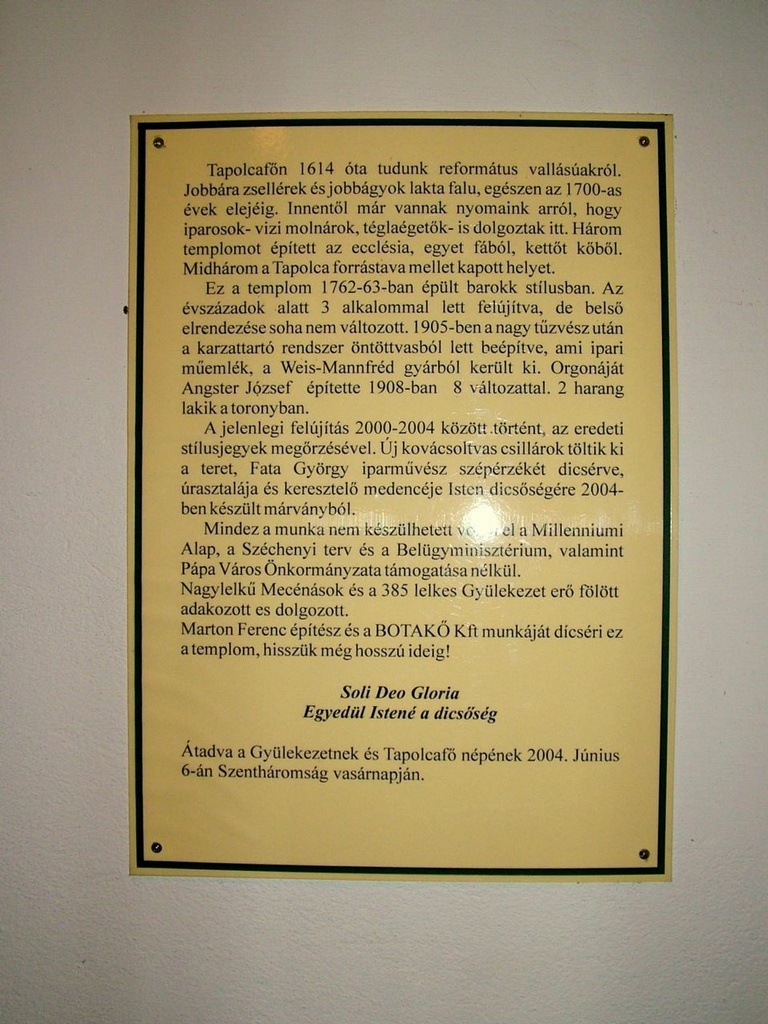 Tapolcafőn 1614 óta tudunk református vallásúakról.
Jobbára zsellérek és jobbágyok lakta falu, egészen az 1700-as
évek elejéig. Innentől már vannak nyomaink arról, hogy
iparosok- vizi molnárok, téglaégetők- is dolgoztak itt. Három
templomot épített az ecclésia, egyet fából, kettőt kőből.
Midhárom a Tapolca forrástava mellet kapott helyet.
Ez a templom 1762-63-ban épült barokk stílusban. Az
évszázadok alatt 3 alkalommal lett felújítva, de belső
elrendezése soha nem változott. 1905-ben a nagy tűzvész után
a karzattartó rendszer öntöttvasból lett beépítve, ami ipari
műemlék, a Weis-Mannfréd gyárból került ki. Orgonáját
Angster József építette 1908-ban 8 változattal. 2 harang
lakik a toronyban.
A jelenlegi felújítás 2000-2004 között történt, az eredeti
stílusjegyek megőrzésével. Új kovácsoltvas csillárok töltik ki
a teret, Fata György iparművész szépérzékét dicsérve,
úrasztalája és keresztelő medencéje Isten dicsőségére 2004-
ben készült márványból.
Mindez a munka nem készülhetett el a Millenniumi
Alap, a Széchenyi terv és a Belügyminisztérium, valamint
Pápa Város Önkormányzata támogatása nélkül.
Nagylelkű Mecénások és a 385 lelkes Gyülekezet erő fölött
adakozott es dolgozott.
Marton Ferenc építész és a BOTAKŐ Kft munkáját dícséri ez
a templom, hisszük még hosszú ideig!
Soli Deo Gloria
Egyedül Istené a dicsőség
Átadva a Gyülekezetnek és Tapolcafő népének 2004. Június
6-án Szentháromság vasárnapján.